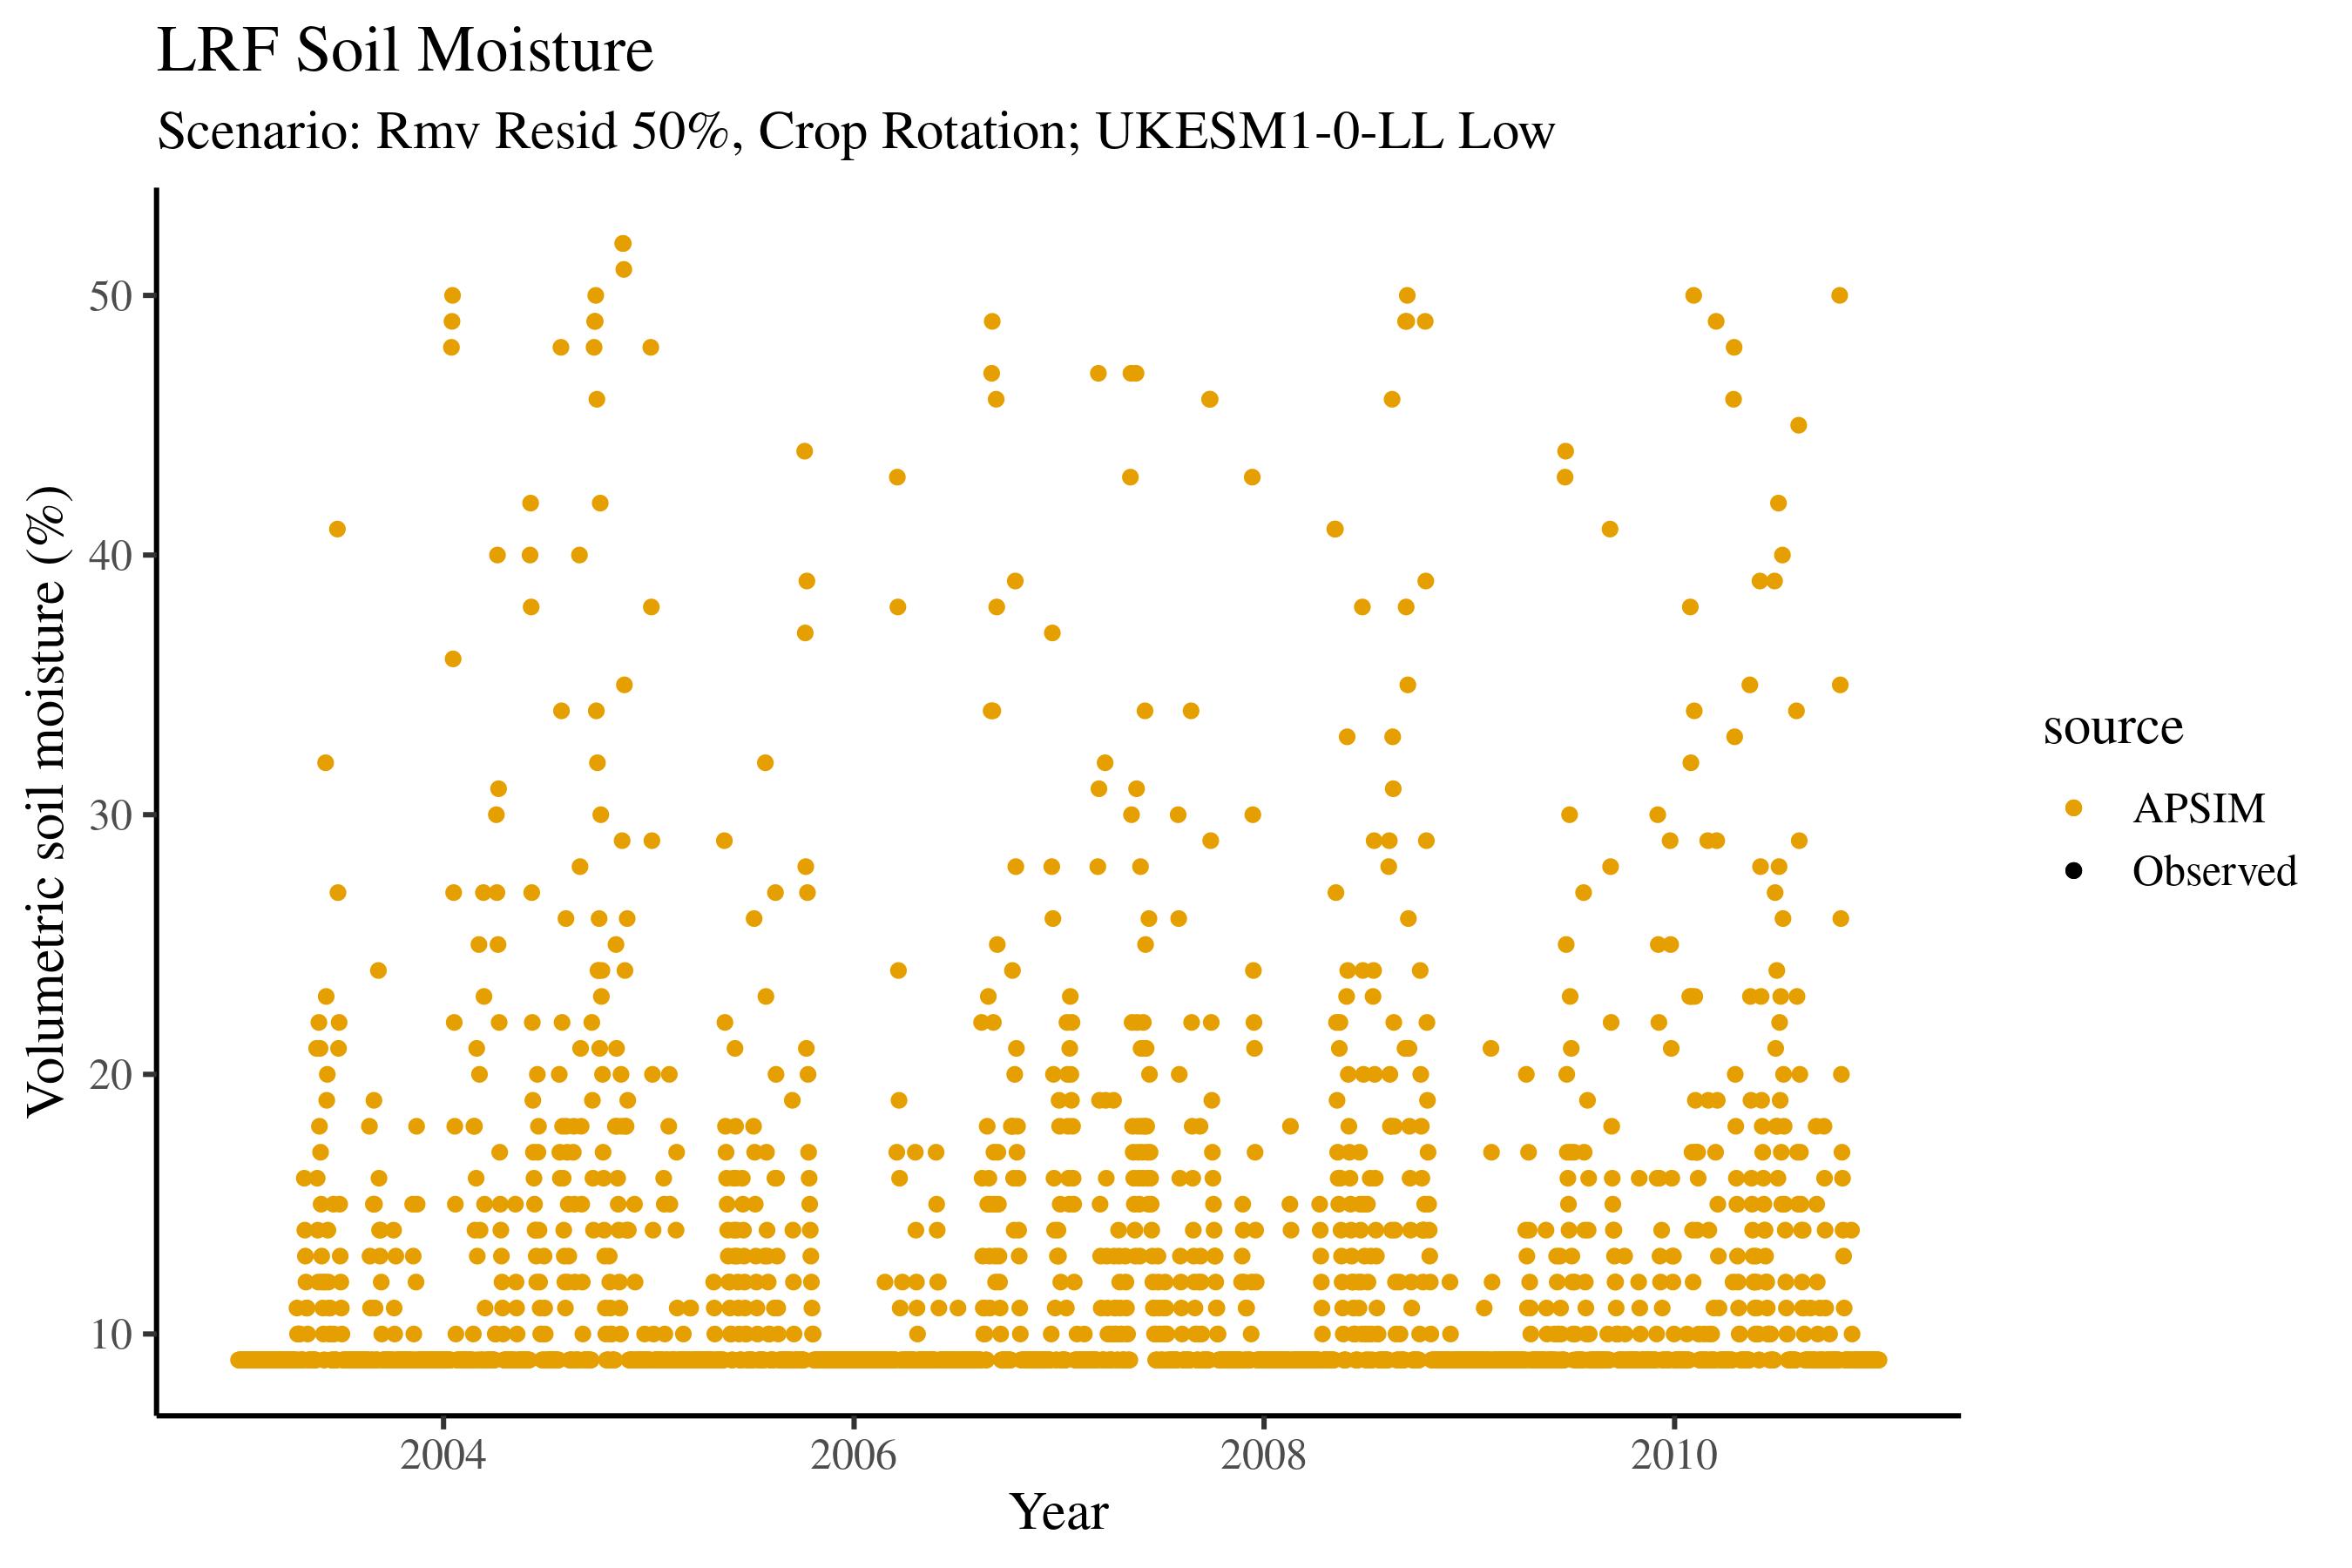 LRF Soil Moisture
Scenario: Rmv Resid 50%, Crop Rotation; UKESM1-0-LL Low
Volumetric soil moisture (%)
50
40
30
20
10
2004
2006
2008
2010
Year
source
APSIM
Observed